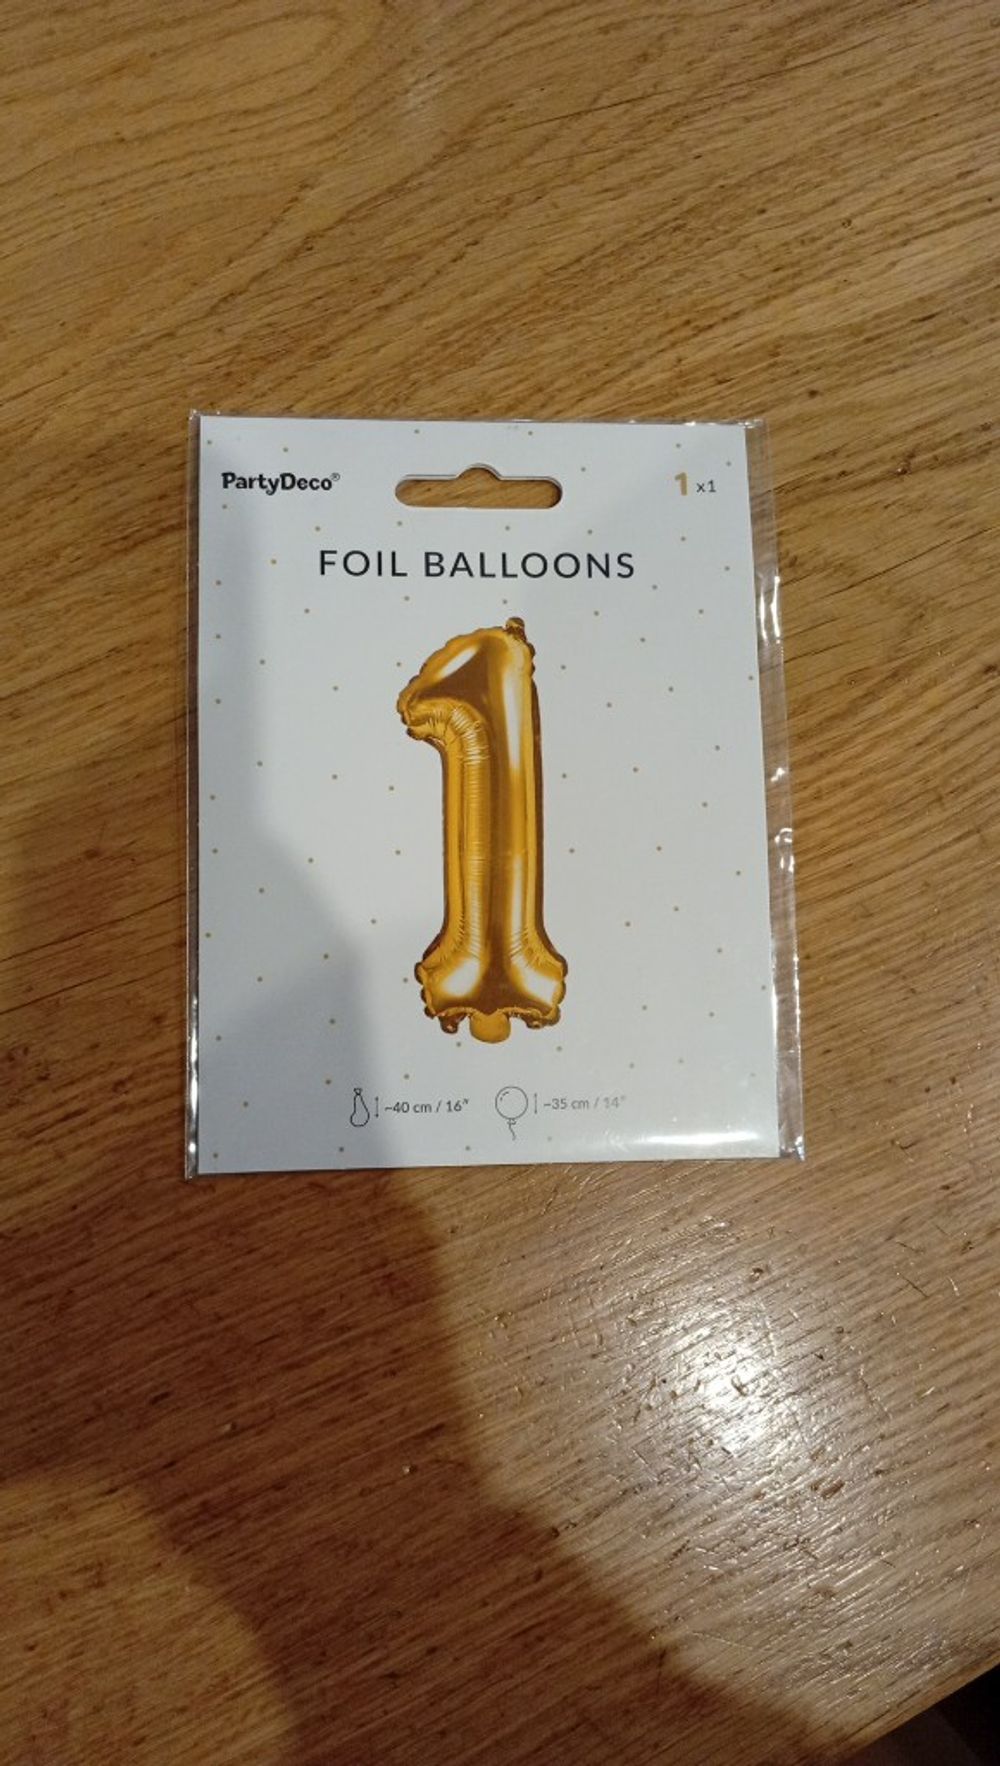 PartyDeco®
1 x1
FOIL BALLOONS
~40 cm / 16"
~35 cm / 14"